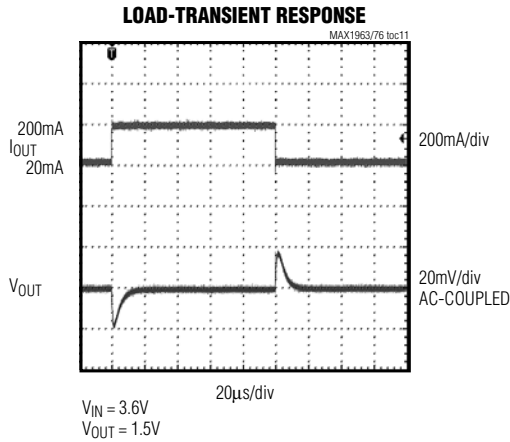 LOAD-TRANSIENT RESPONSE
MAX1963/76 toc11
T
200mA
IOUT
20mA
200mA/div
VOUT
20mV/div
AC-COUPLED
20µs/div
VIN = 3.6V
VOUT = 1.5V